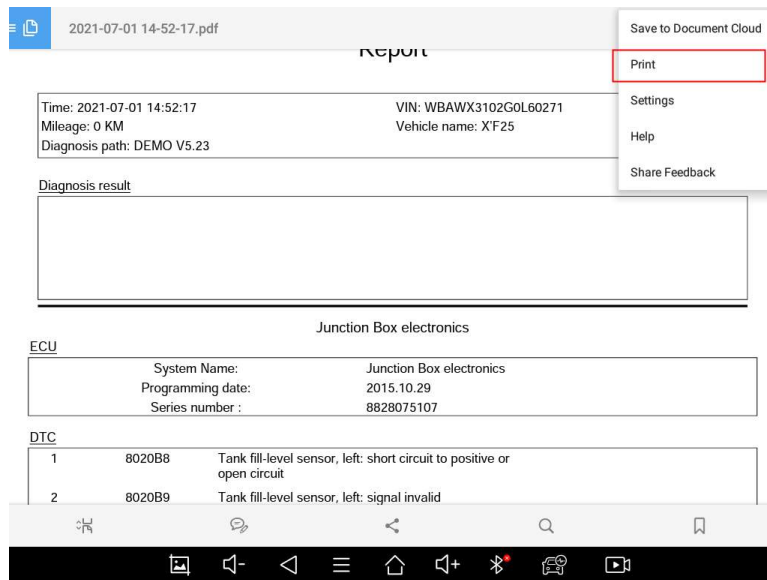 2021-07-01 14-52-17.pdf
Save to Document Cloud
Print
Settings
Help
Share Feedback
Report
Time: 2021-07-01 14:52:17
VIN: WBAWX3102G0L60271
Mileage: 0 KM
Vehicle name: X'F25
Diagnosis path: DEMO V5.23
Diagnosis result
Junction Box electronics
ECU
System Name: Junction Box electronics
Programming date: 2015.10.29
Series number : 8828075107
DTC
1 8020B8 Tank fill-level sensor, left: short circuit to positive or
open circuit
2 8020B9 Tank fill-level sensor, left: signal invalid